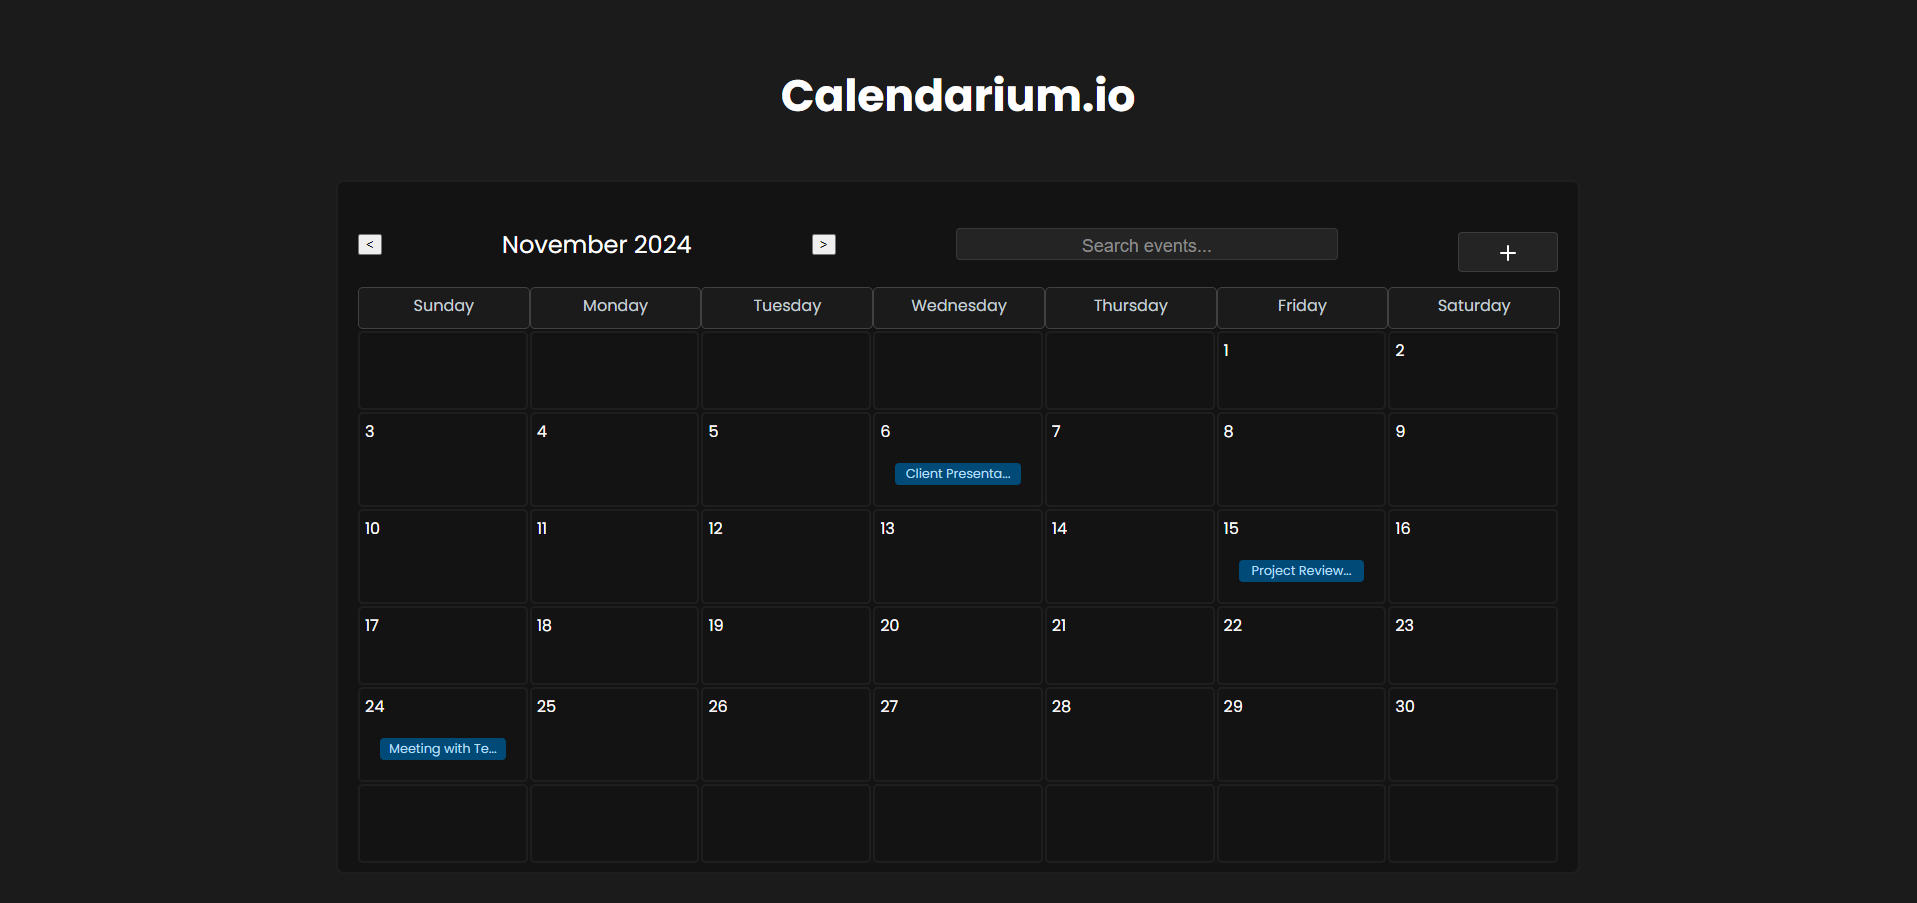 Calendarium.io
< November 2024 > Search events... +
Sunday Monday Tuesday Wednesday Thursday Friday Saturday
1 2
3 4 5 6 7 8 9
Client Presenta...
10 11 12 13 14 15 16
Project Review...
17 18 19 20 21 22 23
24 25 26 27 28 29 30
Meeting with Te...